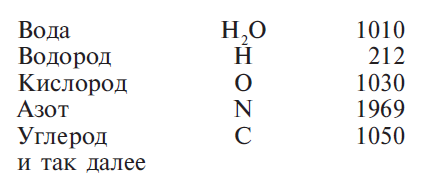 Вода H₂O 1010
Водород H 212
Кислород O 1030
Азот N 1969
Углерод C 1050
и так далее